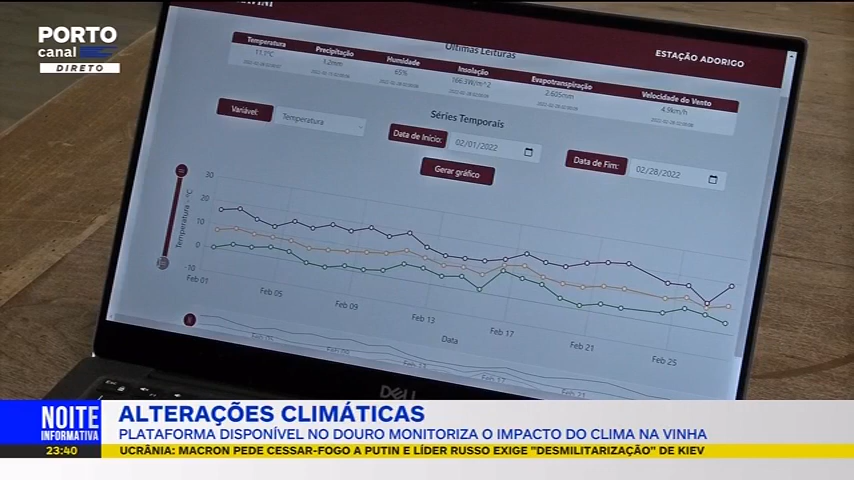 PORTO
canal
DIRETO
Últimas Leituras
ESTAÇÃO ADORIGO
Temperatura
Precipitação
Humidade
Insolação
Evapotranspiração
Velocidade do Vento
11.1°C
1.2mm
65%
166.3W/m^2
2.605mm
4.9km/h
Séries Temporais
Variável:
Temperatura
Data de Início:
02/01/2022
Data de Fim:
02/28/2022
Gerar gráfico
Temperatura - °C
30
20
10
0
-10
Feb 01
Feb 05
Feb 09
Feb 13
Feb 17
Feb 21
Feb 25
Data
DELL
NOITE
INFORMATIVA
23:40
ALTERAÇÕES CLIMÁTICAS
PLATAFORMA DISPONÍVEL NO DOURO MONITORIZA O IMPACTO DO CLIMA NA VINHA
UCRÂNIA: MACRON PEDE CESSAR-FOGO A PUTIN E LÍDER RUSSO EXIGE "DESMILITARIZAÇÃO" DE KIEV